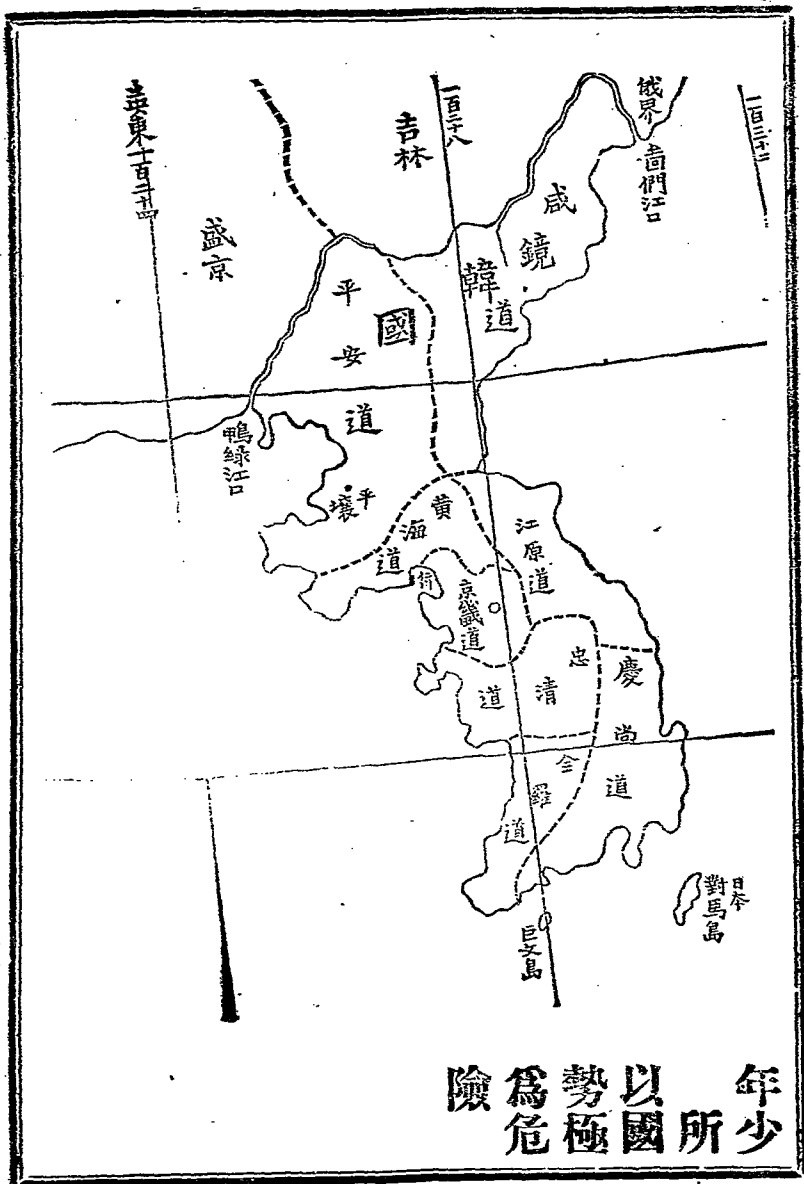 一百三十二
俄界
啚們江口
一百二十八
吉林
英東一百二十四
盛京
咸鏡道
韓國
平安道
鴨綠江口
平壤
黃海道
江原道
京畿道
忠清道
慶尚道
全羅道
巨文島
日本
對馬島
年少
所
以國
勢極
爲危
險